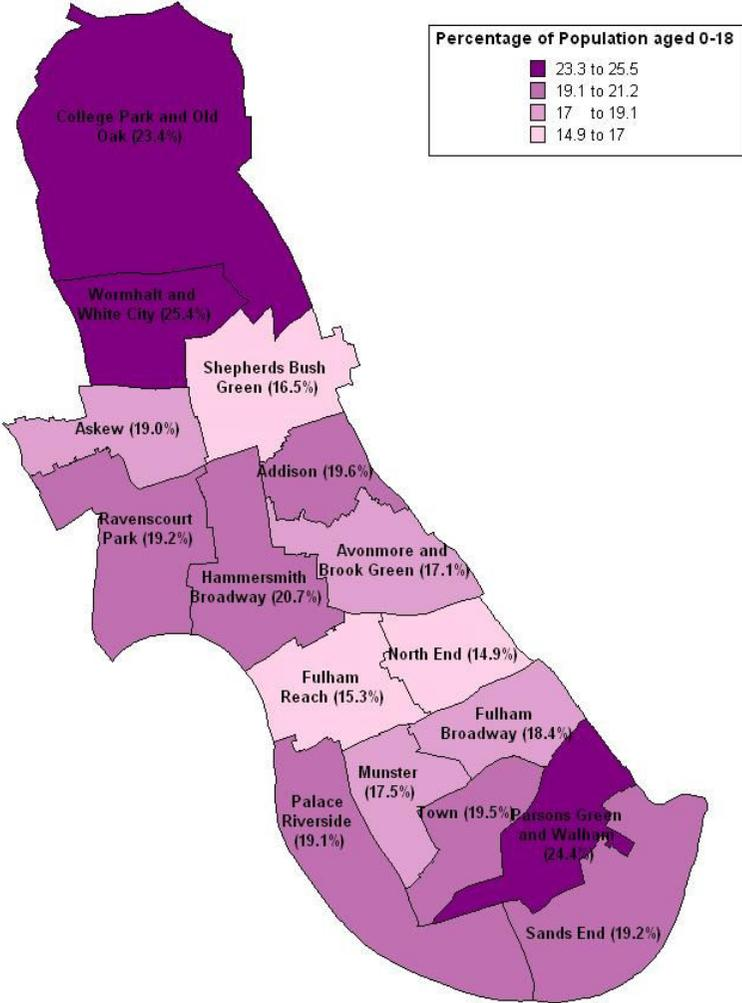 Percentage of Population aged 0-18
23.3 to 25.5
19.1 to 21.2
17 to 19.1
14.9 to 17
College Park and Old
Oak (23.4%)
Wormhalt and
White City (25.4%)
Shepherds Bush
Green (16.5%)
Askew (19.0%)
Addison (19.6%)
Ravenscourt
Park (19.2%)
Avonmore and
Brook Green (17.1%)
Hammersmith
Broadway (20.7%)
North End (14.9%)
Fulham
Reach (15.3%)
Fulham
Broadway (18.4%)
Munster
(17.5%)
Palace
Riverside
(19.1%)
Town (19.5%)
Parsons Green
and Walham
(24.4%)
Sands End (19.2%)